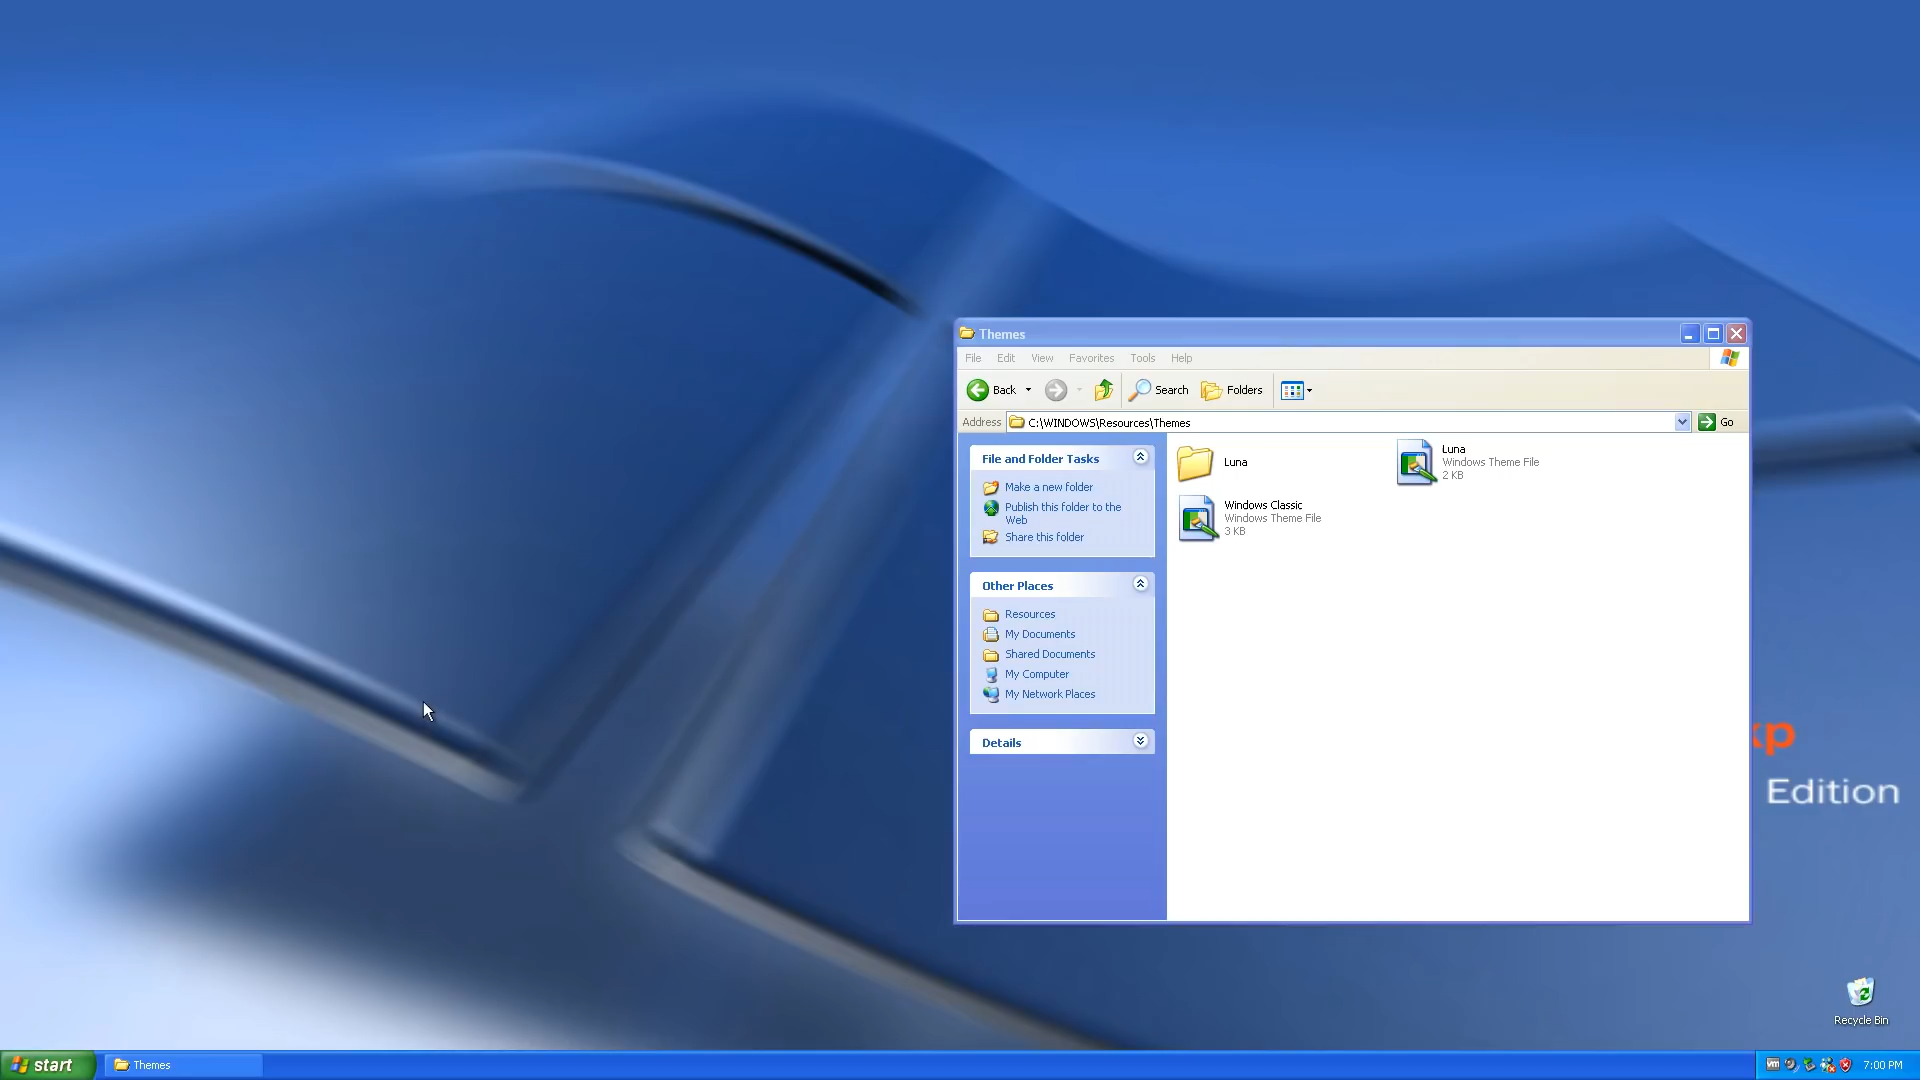 Themes
File Edit View Favorites Tools Help
Back Search Folders
Address C:\WINDOWS\Resources\Themes Go
File and Folder Tasks
Make a new folder
Publish this folder to the
Web
Share this folder
Other Places
Resources
My Documents
Shared Documents
My Computer
My Network Places
Details
Luna
Luna
Windows Theme File
2 KB
Windows Classic
Windows Theme File
3 KB
xp
Edition
Recycle Bin
start Themes vm 7:00 PM